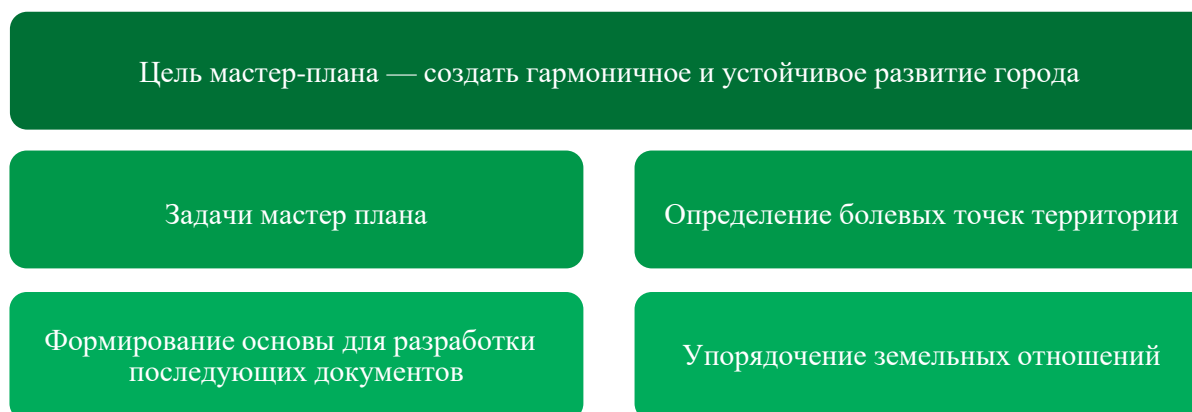 Цель мастер-плана — создать гармоничное и устойчивое развитие города
Задачи мастер плана
Определение болевых точек территории
Формирование основы для разработки
последующих документов
Упорядочение земельных отношений